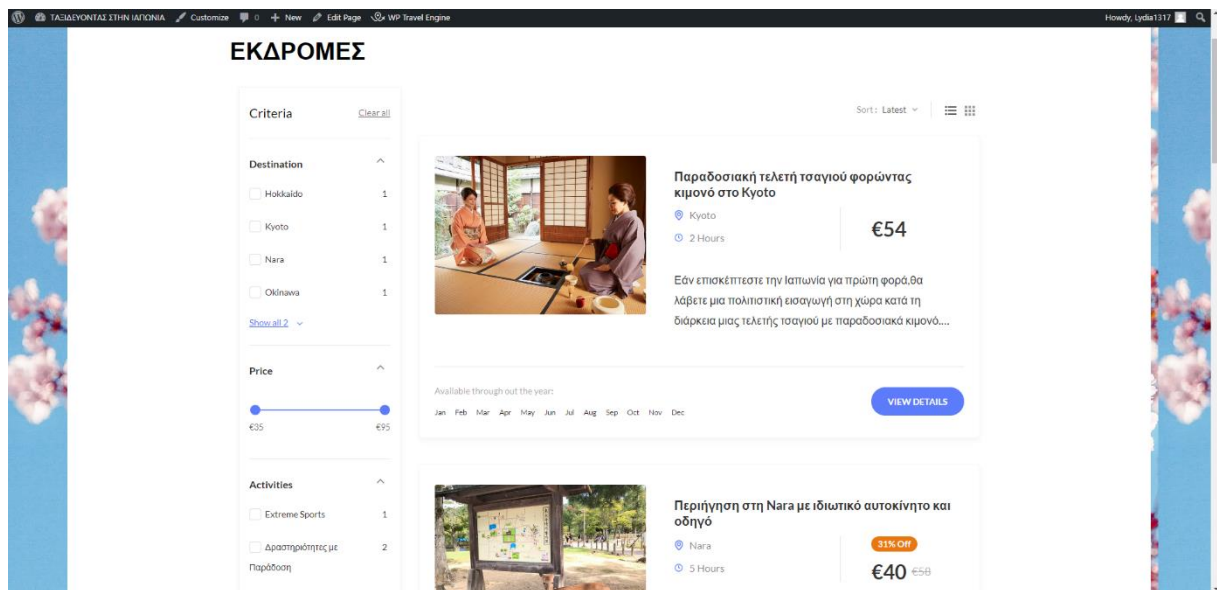 ΤΑΞΙΔΕΥΟΝΤΑΣ ΣΤΗΝ ΙΑΠΩΝΙΑ Customize 0 + New Edit Page WP Travel Engine Howdy, Lydia1317
ΕΚΔΡΟΜΕΣ
Criteria Clear all
Sort : Latest
Destination
Hokkaido 1
Kyoto 1
Nara 1
Okinawa 1
Show all 2
Price
€35 €95
Activities
Extreme Sports 1
Δραστηριότητες με 2
Παράδοση
Παραδοσιακή τελετή τσαγιού φορώντας
κιμονό στο Kyoto
Kyoto
2 Hours
€54
Εάν επισκέπτεστε την Ιαπωνία για πρώτη φορά,θα
λάβετε μια πολιτιστική εισαγωγή στη χώρα κατά τη
διάρκεια μιας τελετής τσαγιού με παραδοσιακά κιμονό....
Available through out the year:
Jan Feb Mar Apr May Jun Jul Aug Sep Oct Nov Dec
VIEW DETAILS
Περιήγηση στη Nara με ιδιωτικό αυτοκίνητο και
οδηγό
Nara
5 Hours
31% Off
€40 €58